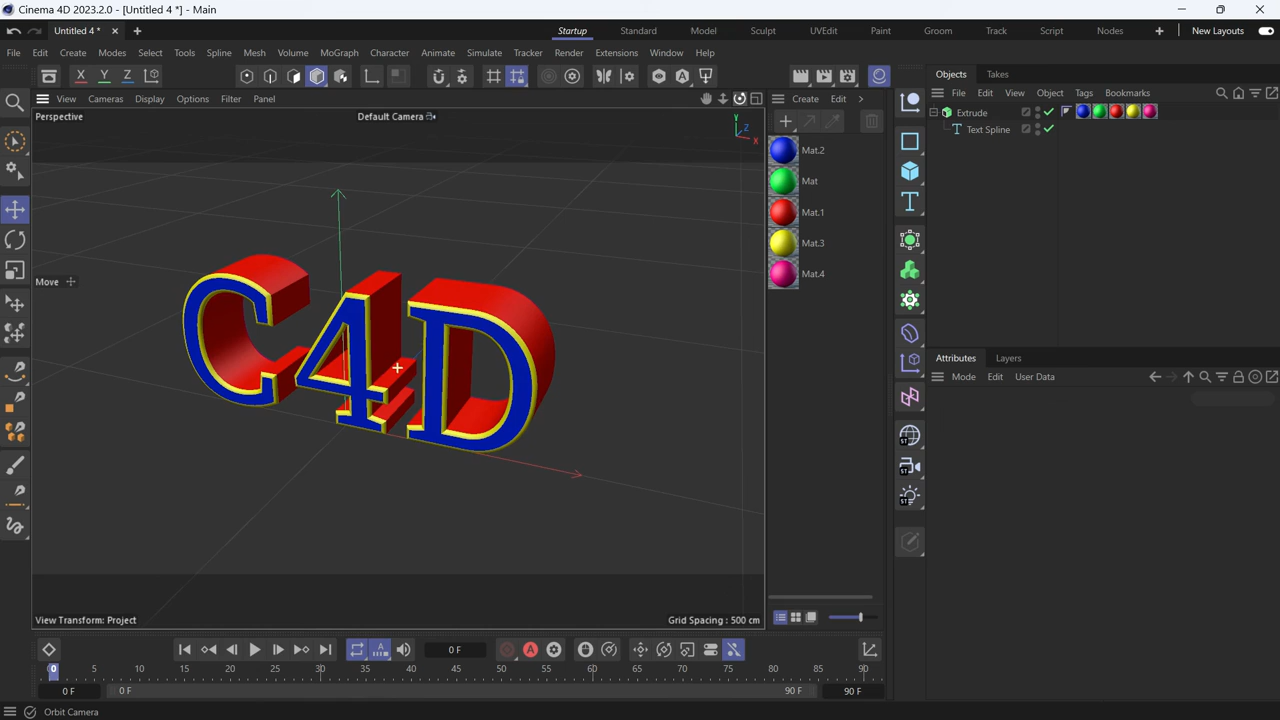 Cinema 4D 2023.2.0 - [Untitled 4 *] - Main
Untitled 4 *
Startup Standard Model Sculpt UVEdit Paint Groom Track Script Nodes New Layouts
File Edit Create Modes Select Tools Spline Mesh Volume MoGraph Character Animate Simulate Tracker Render Extensions Window Help
X Y Z
View Cameras Display Options Filter Panel
Create Edit
Objects Takes
File Edit View Object Tags Bookmarks
Perspective
Default Camera
Y
Z
X
Extrude
Text Spline
Mat.2
Mat
Mat.1
Mat.3
Mat.4
Move
C4D
Attributes Layers
Mode Edit User Data
View Transform: Project
Grid Spacing : 500 cm
0 F
0 5 10 15 20 25 30 35 40 45 50 55 60 65 70 75 80 85 90
0 F 0 F 90 F 90 F
Orbit Camera